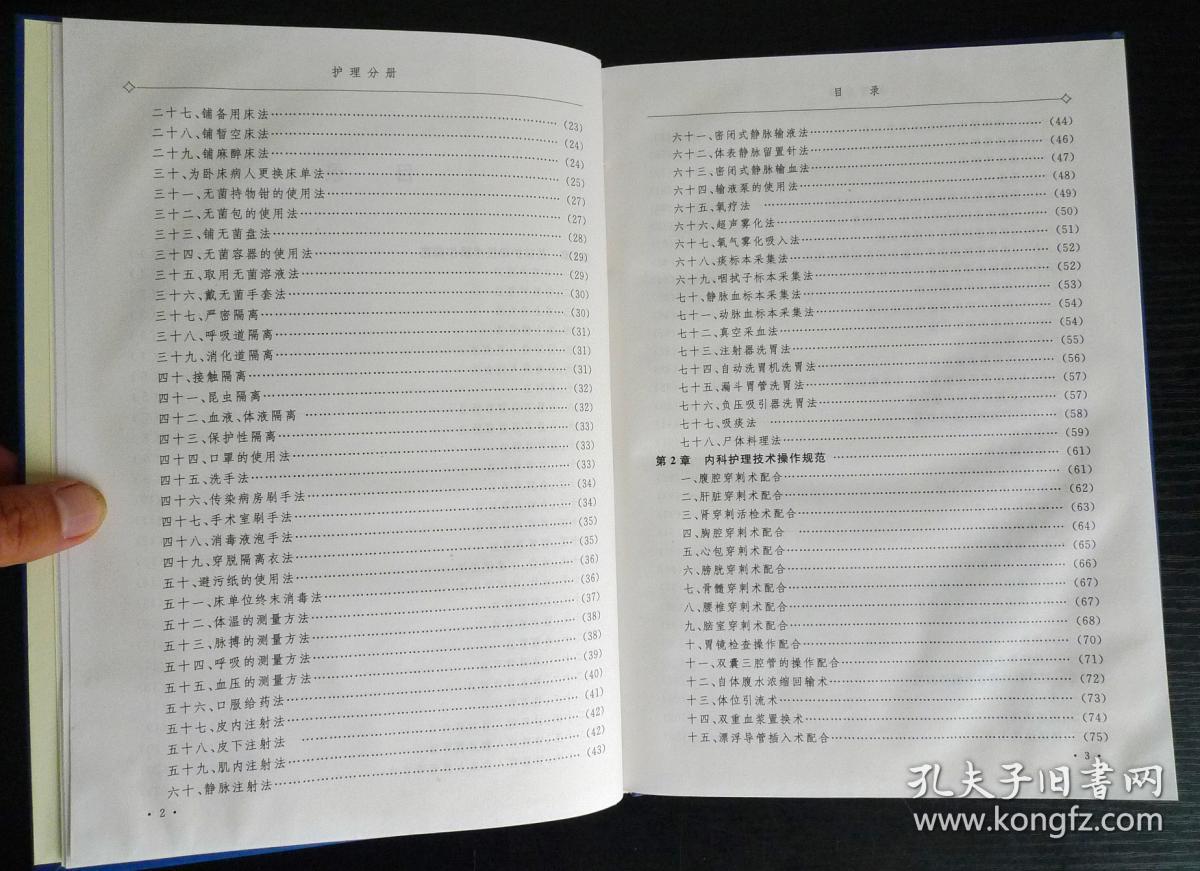 护理分册
二十七、铺备用床法……(23)
二十八、铺暂空床法……(24)
二十九、铺麻醉床法……(24)
三十、为卧床病人更换床单法……(25)
三十一、无菌持物钳的使用法……(27)
三十二、无菌包的使用法……(27)
三十三、铺无菌盘法……(28)
三十四、无菌容器的使用法……(29)
三十五、取用无菌溶液法……(29)
三十六、戴无菌手套法……(30)
三十七、严密隔离……(30)
三十八、呼吸道隔离……(31)
三十九、消化道隔离……(31)
四十、接触隔离……(31)
四十一、昆虫隔离……(32)
四十二、血液、体液隔离……(32)
四十三、保护性隔离……(33)
四十四、口罩的使用法……(33)
四十五、洗手法……(33)
四十六、传染病房刷手法……(34)
四十七、手术室刷手法……(34)
四十八、消毒液泡手法……(35)
四十九、穿脱隔离衣法……(35)
五十、避污纸的使用法……(36)
五十一、床单位终末消毒法……(36)
五十二、体温的测量方法……(37)
五十三、脉搏的测量方法……(38)
五十四、呼吸的测量方法……(38)
五十五、血压的测量方法……(39)
五十六、口服给药法……(40)
五十七、皮内注射法……(41)
五十八、皮下注射法……(42)
五十九、肌内注射法……(42)
六十、静脉注射法……(43)
· 2 ·
目 录
六十一、密闭式静脉输液法……(44)
六十二、体表静脉留置针法……(46)
六十三、密闭式静脉输血法……(47)
六十四、输液泵的使用法……(48)
六十五、氧疗法……(49)
六十六、超声雾化法……(50)
六十七、氧气雾化吸入法……(51)
六十八、痰标本采集法……(52)
六十九、咽拭子标本采集法……(52)
七十、静脉血标本采集法……(53)
七十一、动脉血标本采集法……(54)
七十二、真空采血法……(54)
七十三、注射器洗胃法……(55)
七十四、自动洗胃机洗胃法……(56)
七十五、漏斗胃管洗胃法……(57)
七十六、负压吸引器洗胃法……(57)
七十七、吸痰法……(58)
七十八、尸体料理法……(59)
第2章 内科护理技术操作规范……(61)
一、腹腔穿刺术配合……(61)
二、肝脏穿刺术配合……(62)
三、肾穿刺活检术配合……(63)
四、胸腔穿刺术配合……(64)
五、心包穿刺术配合……(65)
六、膀胱穿刺术配合……(66)
七、骨髓穿刺术配合……(67)
八、腰椎穿刺术配合……(67)
九、脑室穿刺术配合……(68)
十、胃镜检查操作配合……(70)
十一、双囊三腔管的操作配合……(71)
十二、自体腹水浓缩回输术……(72)
十三、体位引流术……(73)
十四、双重血装置换术……(74)
十五、漂浮导管插入术配合……(75)
· 3 ·
孔夫子旧书网
www.kongfz.com